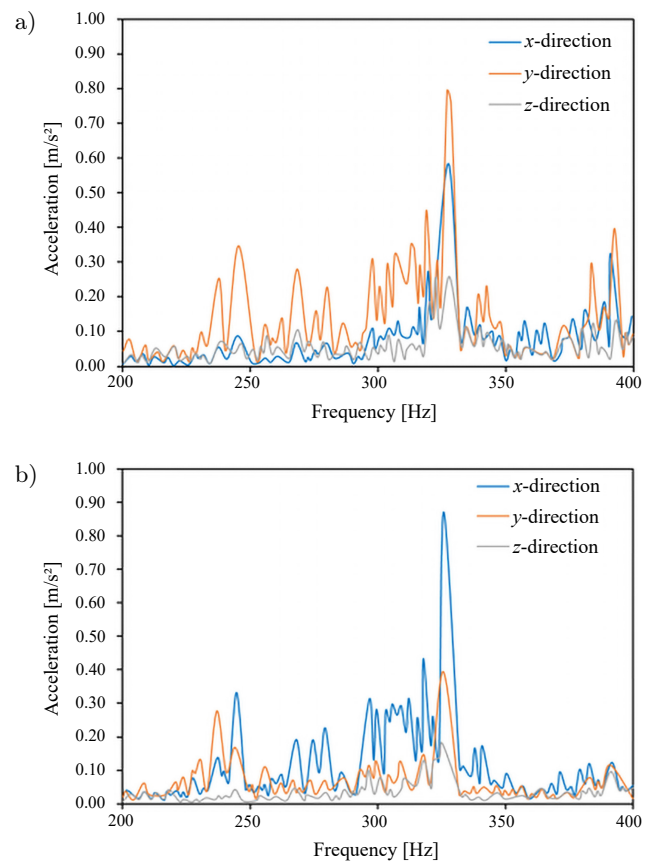 a)
1.00
0.90
0.80
0.70
0.60
0.50
0.40
0.30
0.20
0.10
0.00
Acceleration [m/s²]
x-direction
y-direction
z-direction
200
250
300
350
400
Frequency [Hz]
b)
1.00
0.90
0.80
0.70
0.60
0.50
0.40
0.30
0.20
0.10
0.00
Acceleration [m/s²]
x-direction
y-direction
z-direction
200
250
300
350
400
Frequency [Hz]